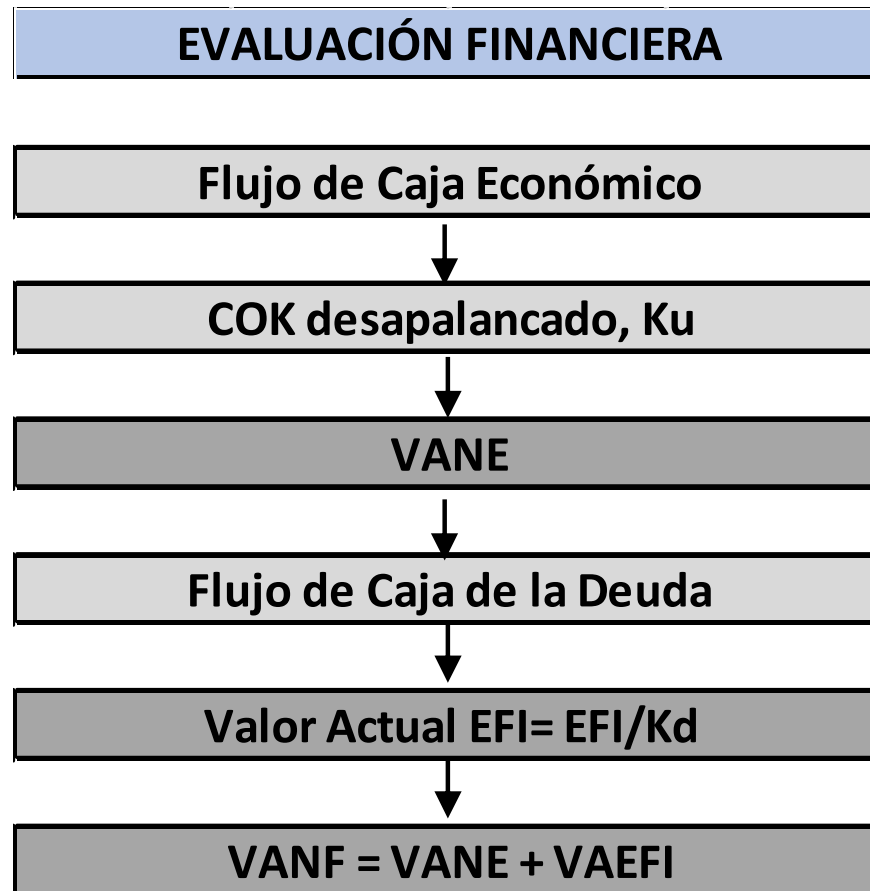 EVALUACIÓN FINANCIERA
Flujo de Caja Económico
COK desapalancado, Ku
VANE
Flujo de Caja de la Deuda
Valor Actual EFI= EFI/Kd
VANF = VANE + VAEFI